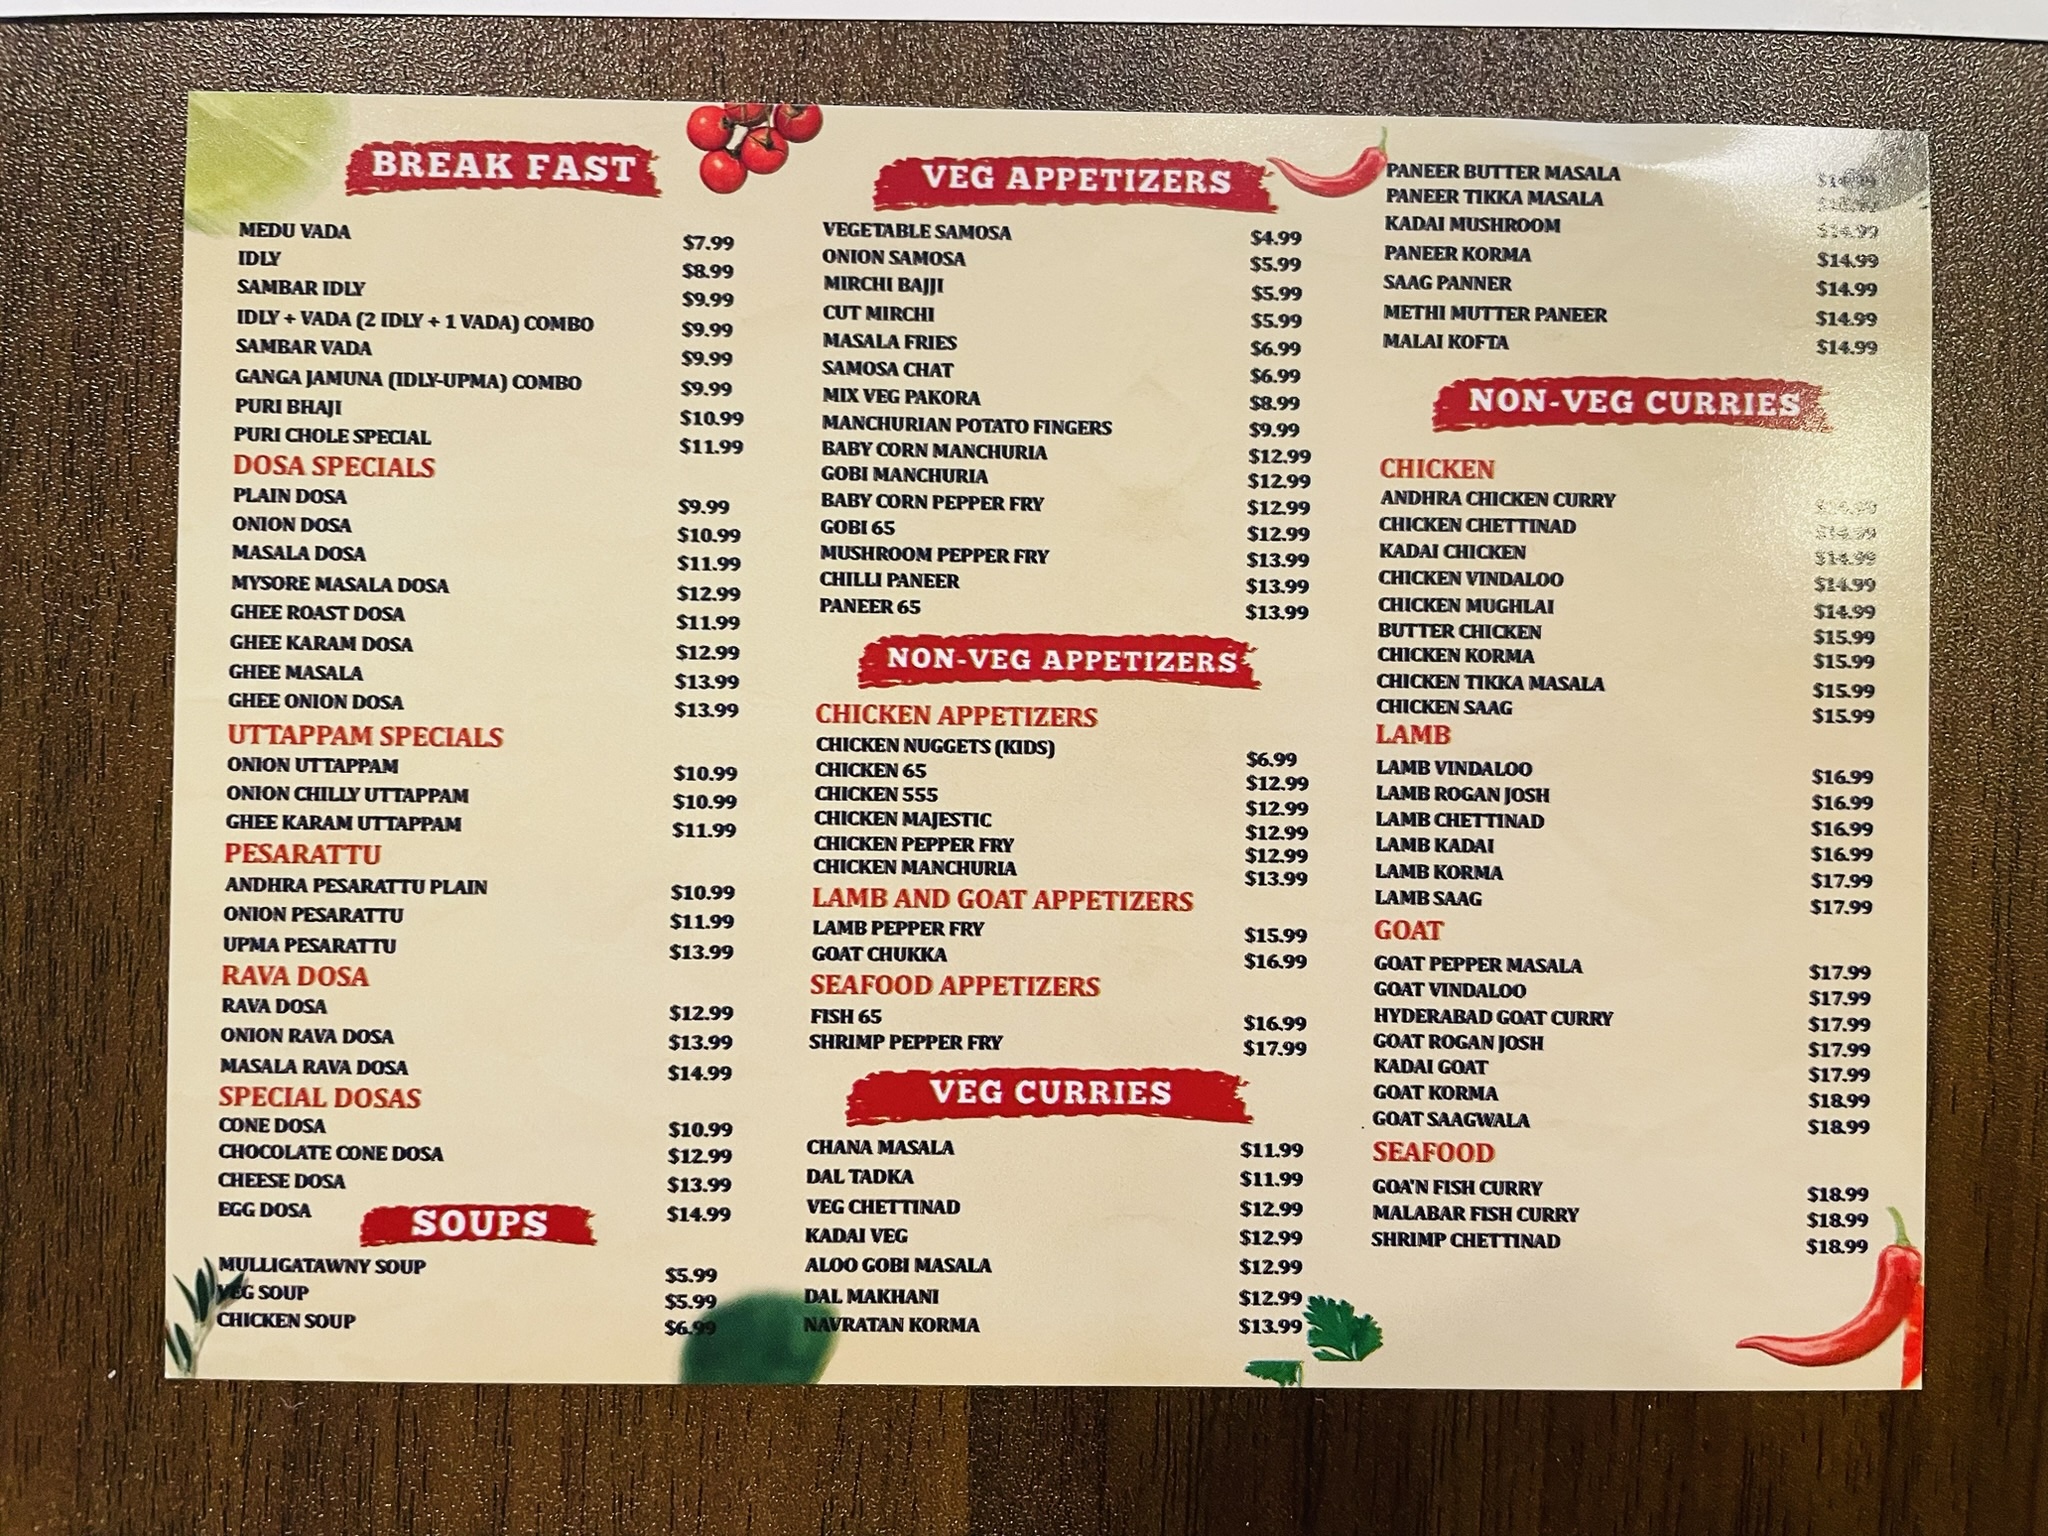 BREAK FAST
MEDU VADA $7.99
IDLY $8.99
SAMBAR IDLY $9.99
IDLY + VADA (2 IDLY + 1 VADA) COMBO $9.99
SAMBAR VADA $9.99
GANGA JAMUNA (IDLY-UPMA) COMBO $9.99
PURI BHAJI $10.99
PURI CHOLE SPECIAL $11.99
DOSA SPECIALS
PLAIN DOSA $9.99
ONION DOSA $10.99
MASALA DOSA $11.99
MYSORE MASALA DOSA $12.99
GHEE ROAST DOSA $11.99
GHEE KARAM DOSA $12.99
GHEE MASALA $13.99
GHEE ONION DOSA $13.99
UTTAPPAM SPECIALS
ONION UTTAPPAM $10.99
ONION CHILLY UTTAPPAM $10.99
GHEE KARAM UTTAPPAM $11.99
PESARATTU
ANDHRA PESARATTU PLAIN $10.99
ONION PESARATTU $11.99
UPMA PESARATTU $13.99
RAVA DOSA
RAVA DOSA $12.99
ONION RAVA DOSA $13.99
MASALA RAVA DOSA $14.99
SPECIAL DOSAS
CONE DOSA $10.99
CHOCOLATE CONE DOSA $12.99
CHEESE DOSA $13.99
EGG DOSA $14.99
SOUPS
MULLIGATAWNY SOUP $5.99
VEG SOUP $5.99
CHICKEN SOUP $6.99
VEG APPETIZERS
VEGETABLE SAMOSA $4.99
ONION SAMOSA $5.99
MIRCHI BAJJI $5.99
CUT MIRCHI $5.99
MASALA FRIES $6.99
SAMOSA CHAT $6.99
MIX VEG PAKORA $8.99
MANCHURIAN POTATO FINGERS $9.99
BABY CORN MANCHURIA $12.99
GOBI MANCHURIA $12.99
BABY CORN PEPPER FRY $12.99
GOBI 65 $12.99
MUSHROOM PEPPER FRY $13.99
CHILLI PANEER $13.99
PANEER 65 $13.99
NON-VEG APPETIZERS
CHICKEN APPETIZERS
CHICKEN NUGGETS (KIDS) $6.99
CHICKEN 65 $12.99
CHICKEN 555 $12.99
CHICKEN MAJESTIC $12.99
CHICKEN PEPPER FRY $12.99
CHICKEN MANCHURIA $13.99
LAMB AND GOAT APPETIZERS
LAMB PEPPER FRY $15.99
GOAT CHUKKA $16.99
SEAFOOD APPETIZERS
FISH 65 $16.99
SHRIMP PEPPER FRY $17.99
VEG CURRIES
CHANA MASALA $11.99
DAL TADKA $11.99
VEG CHETTINAD $12.99
KADAI VEG $12.99
ALOO GOBI MASALA $12.99
DAL MAKHANI $12.99
NAVRATAN KORMA $13.99
PANEER BUTTER MASALA
PANEER TIKKA MASALA
KADAI MUSHROOM $14.99
PANEER KORMA $14.99
SAAG PANNER $14.99
METHI MUTTER PANEER $14.99
MALAI KOFTA $14.99
NON-VEG CURRIES
CHICKEN
ANDHRA CHICKEN CURRY
CHICKEN CHETTINAD $14.99
KADAI CHICKEN $14.99
CHICKEN VINDALOO $14.99
CHICKEN MUGHLAI $14.99
BUTTER CHICKEN $15.99
CHICKEN KORMA $15.99
CHICKEN TIKKA MASALA $15.99
CHICKEN SAAG $15.99
LAMB
LAMB VINDALOO $16.99
LAMB ROGAN JOSH $16.99
LAMB CHETTINAD $16.99
LAMB KADAI $16.99
LAMB KORMA $17.99
LAMB SAAG $17.99
GOAT
GOAT PEPPER MASALA $17.99
GOAT VINDALOO $17.99
HYDERABAD GOAT CURRY $17.99
GOAT ROGAN JOSH $17.99
KADAI GOAT $17.99
GOAT KORMA $18.99
GOAT SAAGWALA $18.99
SEAFOOD
GOA'N FISH CURRY $18.99
MALABAR FISH CURRY $18.99
SHRIMP CHETTINAD $18.99